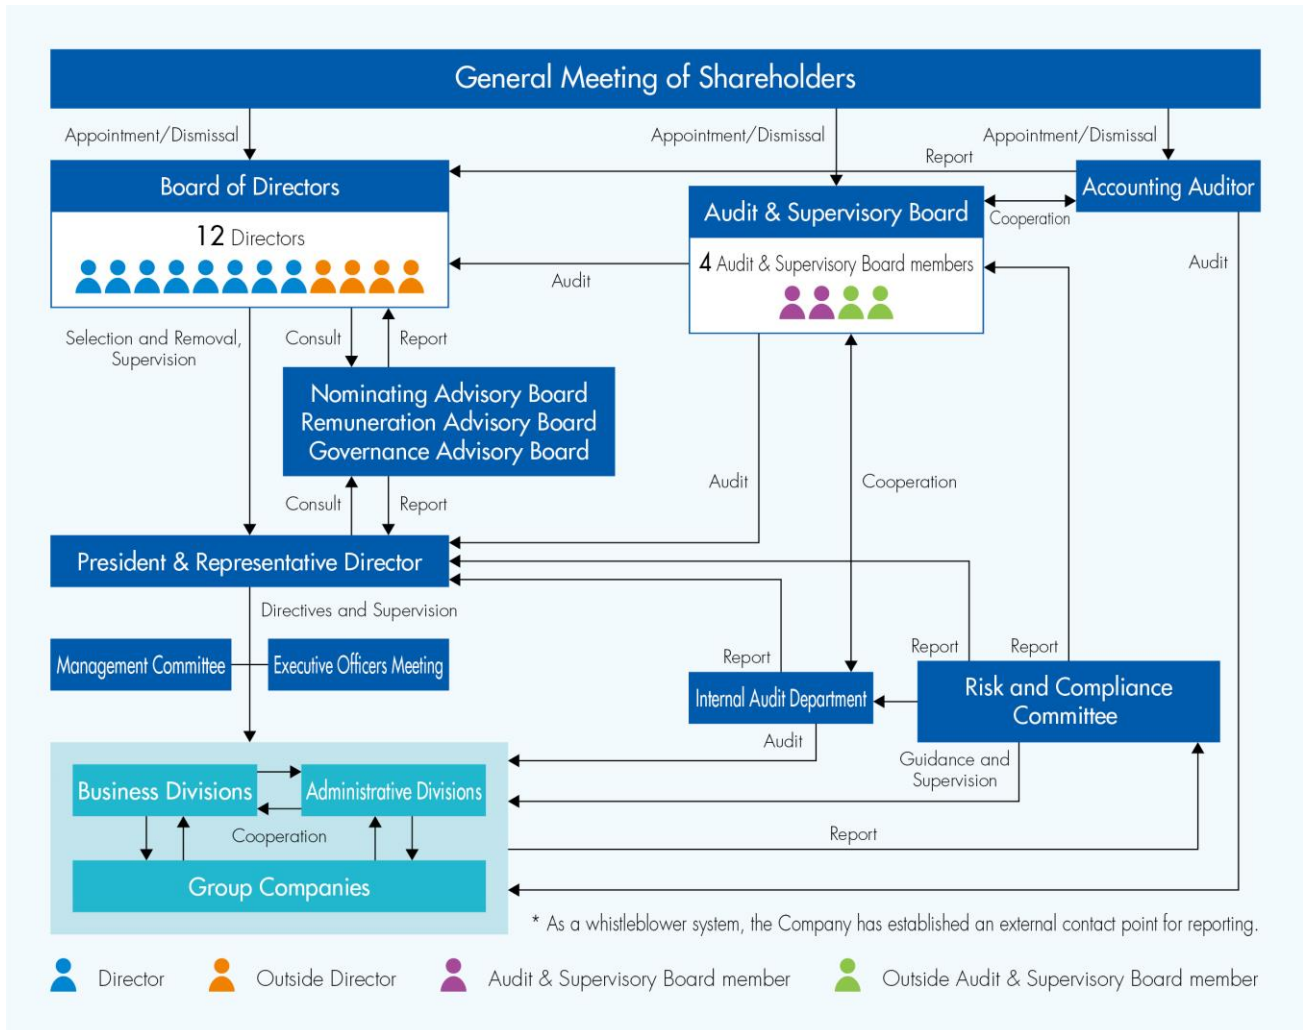 General Meeting of Shareholders
Appointment/Dismissal
Appointment/Dismissal
Appointment/Dismissal
Report
Board of Directors
Accounting Auditor
Audit & Supervisory Board
Cooperation
12 Directors
4 Audit & Supervisory Board members
Audit
Audit
Selection and Removal,
Supervision
Consult
Report
Nominating Advisory Board
Remuneration Advisory Board
Governance Advisory Board
Audit
Cooperation
Consult
Report
President & Representative Director
Directives and Supervision
Management Committee
Executive Officers Meeting
Report
Report
Report
Internal Audit Department
Risk and Compliance
Committee
Audit
Guidance and
Supervision
Business Divisions
Administrative Divisions
Cooperation
Report
Group Companies
* As a whistleblower system, the Company has established an external contact point for reporting.
Director
Outside Director
Audit & Supervisory Board member
Outside Audit & Supervisory Board member